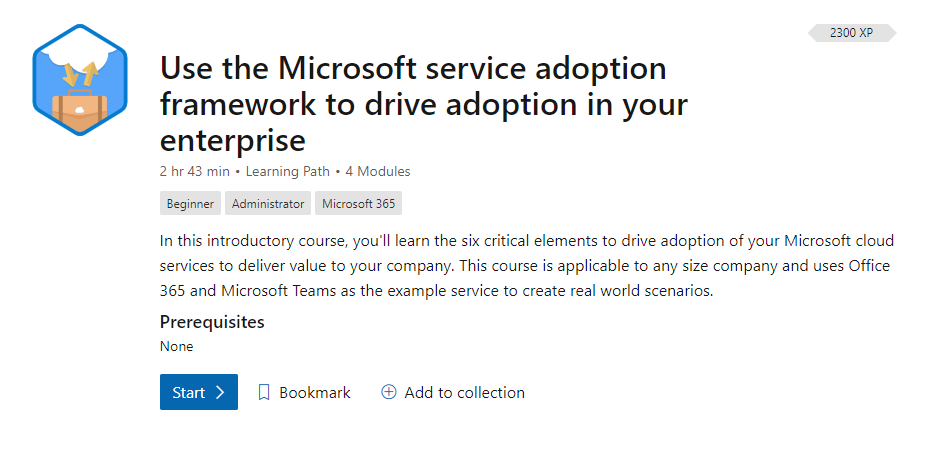 2300 XP
Use the Microsoft service adoption
framework to drive adoption in your
enterprise
2 hr 43 min • Learning Path • 4 Modules
Beginner Administrator Microsoft 365
In this introductory course, you'll learn the six critical elements to drive adoption of your Microsoft cloud
services to deliver value to your company. This course is applicable to any size company and uses Office
365 and Microsoft Teams as the example service to create real world scenarios.
Prerequisites
None
Start Bookmark Add to collection